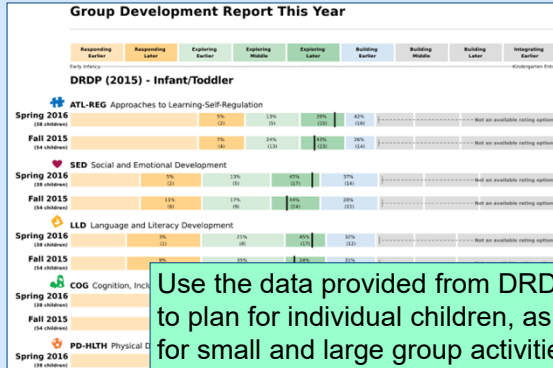 Group Development Report This Year
Responding Earlier
Responding Later
Exploring Earlier
Exploring Middle
Exploring Later
Building Earlier
Building Middle
Building Later
Integrating Earlier
Early Infancy
Kindergarten Entr
DRDP (2015) - Infant/Toddler
ATL-REG Approaches to Learning-Self-Regulation
Spring 2016 5% 13% 39% 42%
(38 children) (2) (5) (15) (16) Not an available rating option
Fall 2015 7% 24% 43% 26%
(54 children) (4) (13) (23) (14) Not an available rating option
SED Social and Emotional Development
Spring 2016 5% 13% 45% 37%
(38 children) (2) (5) (17) (14) Not an available rating option
Fall 2015 11% 17% 44%
(54 children) (6) (9) (24) Not an available rating option
LLD Language and Literacy Development
Spring 2016 3% 21% 45% 32%
(38 children) (1) (8) (17) (12) Not an available rating option
Fall 2015
(54 children)
COG Cognition, Inclu
Spring 2016
(38 children)
Fall 2015
(54 children)
PD-HLTH Physical D
Spring 2016
(38 children)
Use the data provided from DRD
to plan for individual children, as
for small and large group activitie